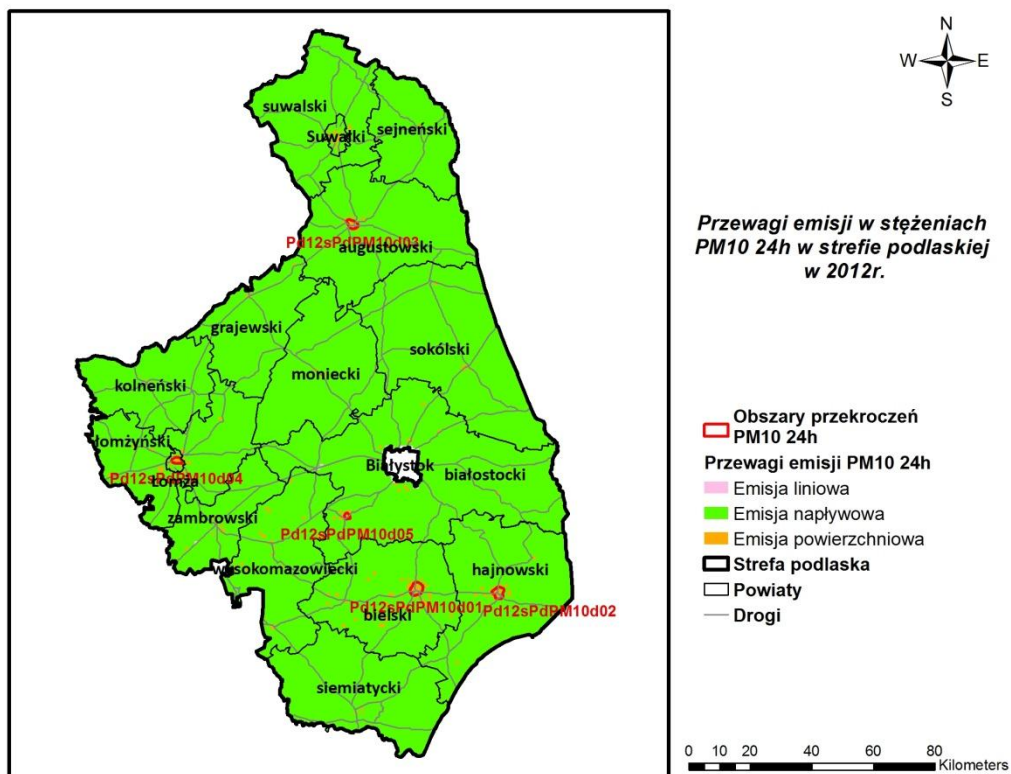 N
W E
S
suwalski
Suwałki
sejneński
Pd12sPdPM10d03
augustowski
Przewagi emisji w stężeniach
PM10 24h w strefie podlaskiej
w 2012r.
grajewski
sokólski
moniecki
kolneński
łomżyński
Pd12sPdPM10d04
Łomża
Białystok
białostocki
zambrowski
Pd12sPdPM10d05
wysokomazowiecki
hajnowski
Pd12sPdPM10d01
Pd12sPdPM10d02
bielski
siemiatycki
Obszary przekroczeń
PM10 24h
Przewagi emisji PM10 24h
Emisja liniowa
Emisja napływowa
Emisja powierzchniowa
Strefa podlaska
Powiaty
Drogi
0 5 10 20 40 60 80
Kilometers